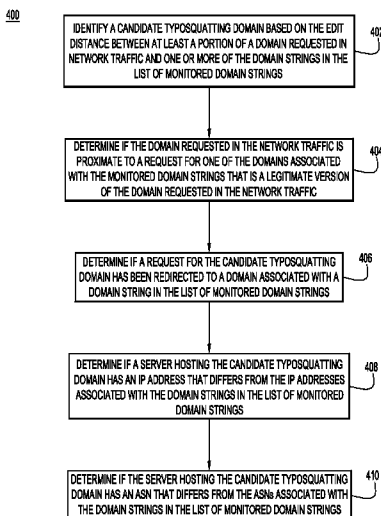 400
IDENTIFY A CANDIDATE TYPOSQUATTING DOMAIN BASED ON THE EDIT
DISTANCE BETWEEN AT LEAST A PORTION OF A DOMAIN REQUESTED IN
NETWORK TRAFFIC AND ONE OR MORE OF THE DOMAIN STRINGS IN THE
LIST OF MONITORED DOMAIN STRINGS
402
DETERMINE IF THE DOMAIN REQUESTED IN THE NETWORK TRAFFIC IS
PROXIMATE TO A REQUEST FOR ONE OF THE DOMAINS ASSOCIATED
WITH THE MONITORED DOMAIN STRINGS THAT IS A LEGITIMATE VERSION
OF THE DOMAIN REQUESTED IN THE NETWORK TRAFFIC
404
DETERMINE IF A REQUEST FOR THE CANDIDATE TYPOSQUATTING
DOMAIN HAS BEEN REDIRECTED TO A DOMAIN ASSOCIATED WITH A
DOMAIN STRING IN THE LIST OF MONITORED DOMAIN STRINGS
406
DETERMINE IF A SERVER HOSTING THE CANDIDATE TYPOSQUATTING
DOMAIN HAS AN IP ADDRESS THAT DIFFERS FROM THE IP ADDRESSES
ASSOCIATED WITH THE DOMAIN STRINGS IN THE LIST OF MONITORED
DOMAIN STRINGS
408
DETERMINE IF THE SERVER HOSTING THE CANDIDATE TYPOSQUATTING
DOMAIN HAS AN ASN THAT DIFFERS FROM THE ASNs ASSOCIATED WITH
THE DOMAIN STRINGS IN THE LIST OF MONITORED DOMAIN STRINGS
410